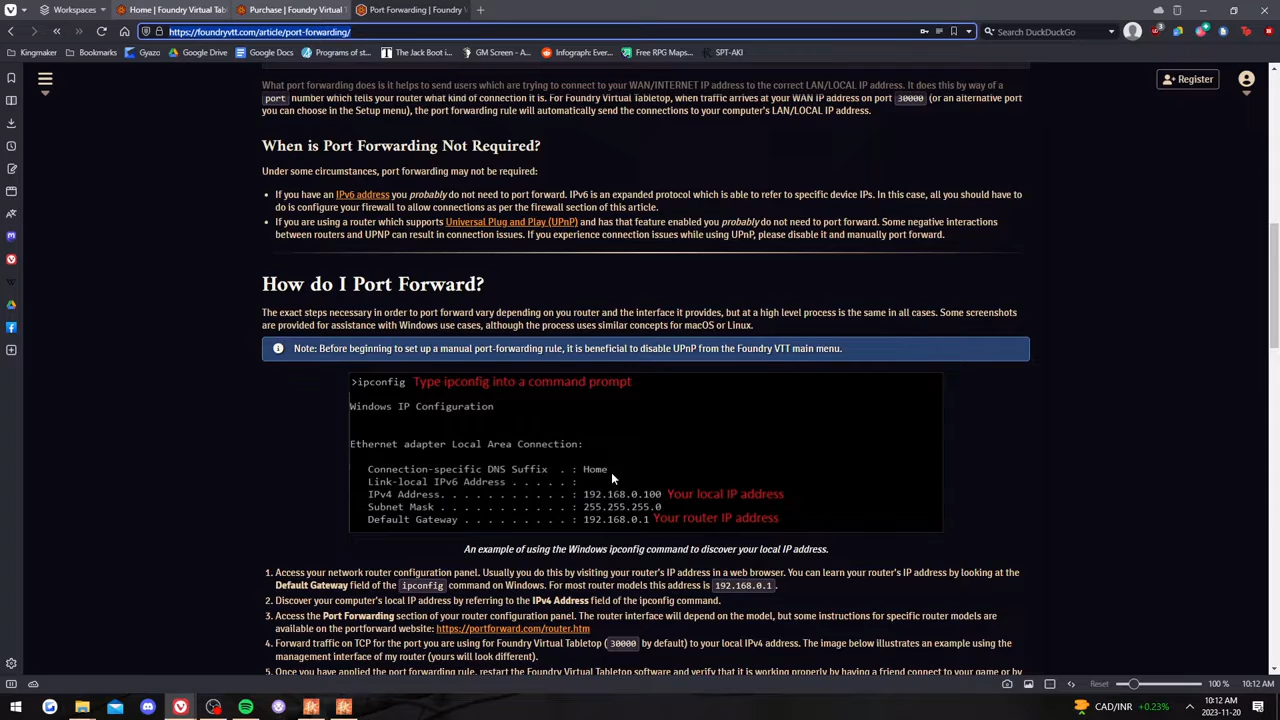 Workspaces
Home | Foundry Virtual Tab
Purchase | Foundry Virtual T
Port Forwarding | Foundry V
https://foundryvtt.com/article/port-forwarding/
Search DuckDuckGo
Kingmaker
Bookmarks
Gyazo
Google Drive
Google Docs
Programs of st...
The Jack Boot i...
GM Screen - A...
Infograph: Ever...
Free RPG Maps...
SPT-AKI
Register
What port forwarding does is it helps to send users which are trying to connect to your WAN/INTERNET IP address to the correct LAN/LOCAL IP address. It does this by way of a
port number which tells your router what kind of connection it is. For Foundry Virtual Tabletop, when traffic arrives at your WAN IP address on port 30000 (or an alternative port
you can choose in the Setup menu), the port forwarding rule will automatically send the connections to your computer's LAN/LOCAL IP address.
When is Port Forwarding Not Required?
Under some circumstances, port forwarding may not be required:
• If you have an IPv6 address you probably do not need to port forward. IPv6 is an expanded protocol which is able to refer to specific device IPs. In this case, all you should have to
do is configure your firewall to allow connections as per the firewall section of this article.
• If you are using a router which supports Universal Plug and Play (UPnP) and has that feature enabled you probably do not need to port forward. Some negative interactions
between routers and UPNP can result in connection issues. If you experience connection issues while using UPnP, please disable it and manually port forward.
How do I Port Forward?
The exact steps necessary in order to port forward vary depending on you router and the interface it provides, but at a high level process is the same in all cases. Some screenshots
are provided for assistance with Windows use cases, although the process uses similar concepts for macOS or Linux.
Note: Before beginning to set up a manual port-forwarding rule, it is beneficial to disable UPnP from the Foundry VTT main menu.
>ipconfig Type ipconfig into a command prompt
Windows IP Configuration
Ethernet adapter Local Area Connection:
Connection-specific DNS Suffix . : Home
Link-local IPv6 Address . . . . . :
IPv4 Address. . . . . . . . . . . : 192.168.0.100 Your local IP address
Subnet Mask . . . . . . . . . . . : 255.255.255.0
Default Gateway . . . . . . . . . : 192.168.0.1 Your router IP address
An example of using the Windows ipconfig command to discover your local IP address.
1. Access your network router configuration panel. Usually you do this by visiting your router's IP address in a web browser. You can learn your router's IP address by looking at the
Default Gateway field of the ipconfig command on Windows. For most router models this address is 192.168.0.1.
2. Discover your computer's local IP address by referring to the IPv4 Address field of the ipconfig command.
3. Access the Port Forwarding section of your router configuration panel. The router interface will depend on the model, but some instructions for specific router models are
available on the portforward website: https://portforward.com/router.htm
4. Forward traffic on TCP for the port you are using for Foundry Virtual Tabletop (30000 by default) to your local IPv4 address. The image below illustrates an example using the
management interface of my router (yours will look different).
5. Once you have applied the port forwarding rule, restart the Foundry Virtual Tabletop software and verify that it is working properly by having a friend connect to your game or by
Reset
100 %
10:12 AM
CAD/INR +0.23%
10:12 AM
2023-11-20